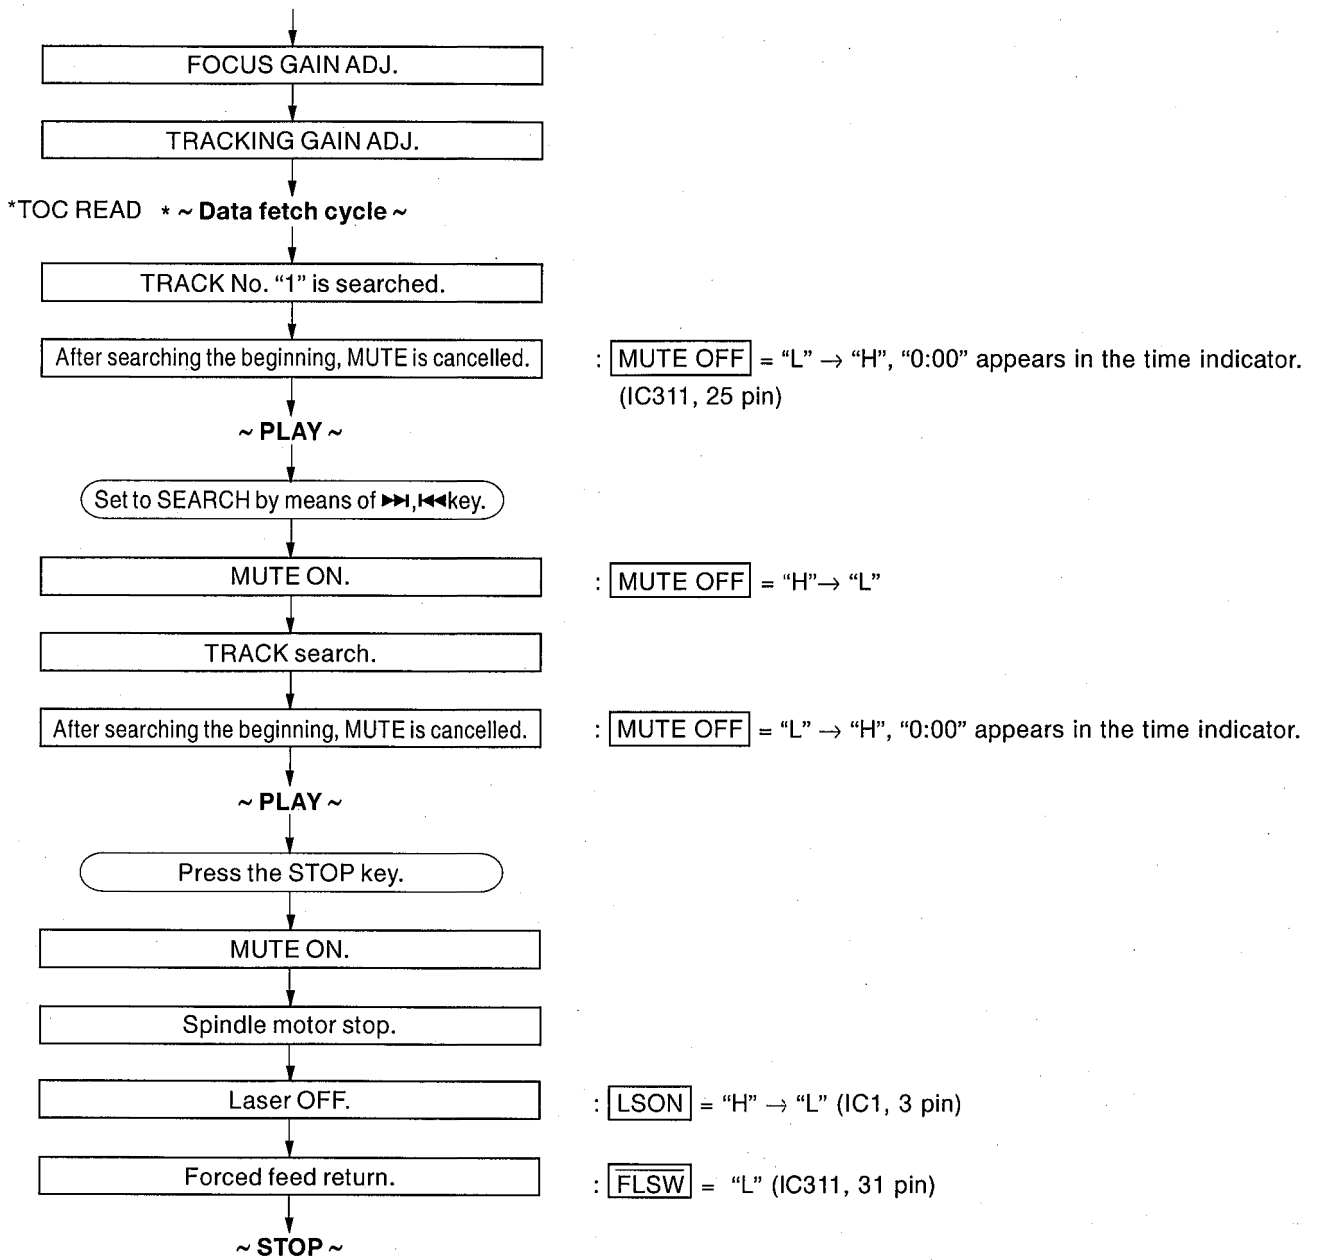 FOCUS GAIN ADJ.
TRACKING GAIN ADJ.
*TOC READ * ~ Data fetch cycle ~
TRACK No. “1” is searched.
After searching the beginning, MUTE is cancelled. : MUTE OFF = “L” → “H”, “0:00” appears in the time indicator.
(IC311, 25 pin)
~ PLAY ~
Set to SEARCH by means of ▶▶I,I◀◀key.
MUTE ON. : MUTE OFF = “H”→ “L”
TRACK search.
After searching the beginning, MUTE is cancelled. : MUTE OFF = “L” → “H”, “0:00” appears in the time indicator.
~ PLAY ~
Press the STOP key.
MUTE ON.
Spindle motor stop.
Laser OFF. : LSON = “H” → “L” (IC1, 3 pin)
Forced feed return. : FLSW = “L” (IC311, 31 pin)
~ STOP ~